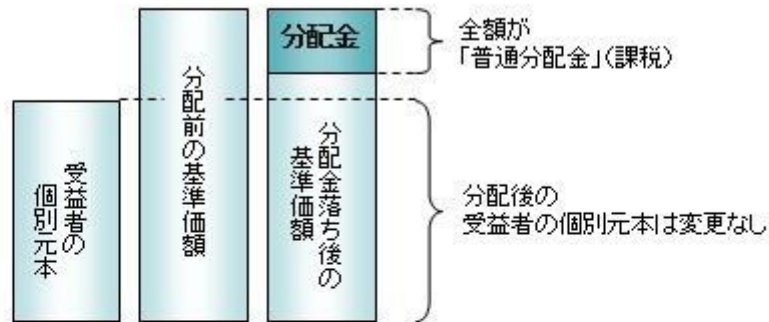 受益者の
個別元本
分配前の基準価額
分配金
分配金落ち後の
基準価額
全額が
「普通分配金」(課税)
分配後の
受益者の個別元本は変更なし